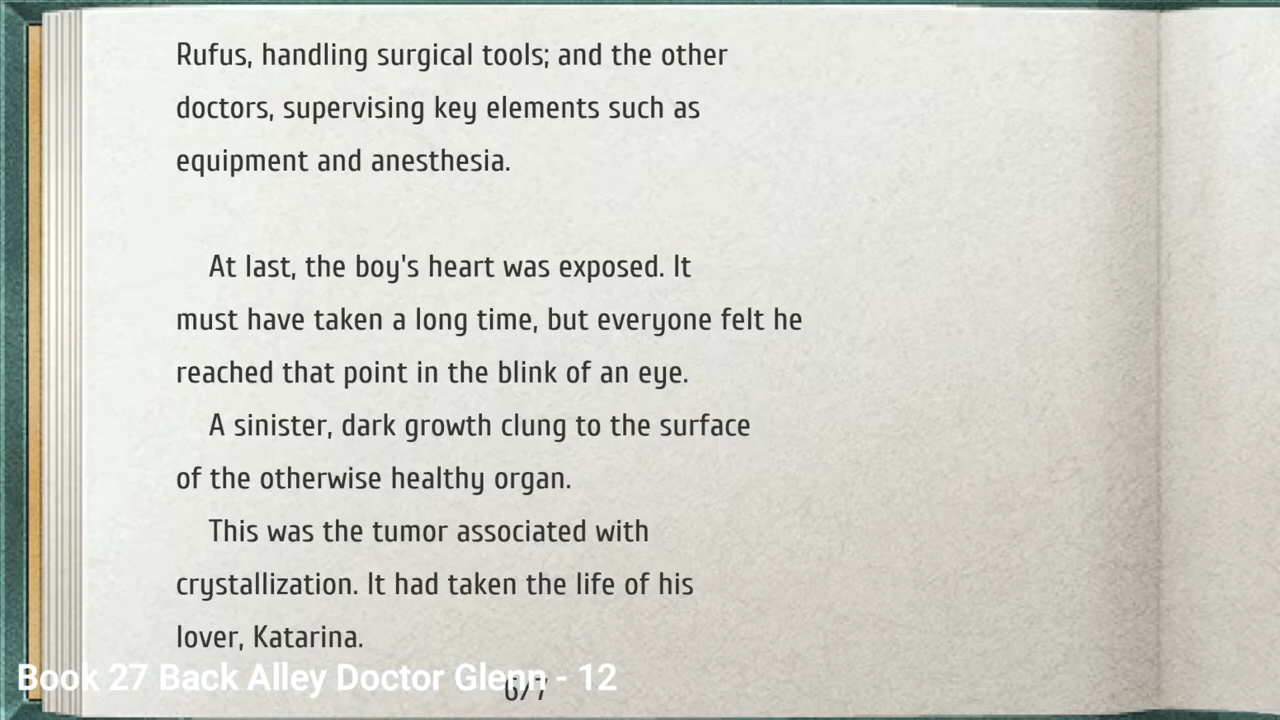 Rufus, handling surgical tools; and the other
doctors, supervising key elements such as
equipment and anesthesia.
At last, the boy's heart was exposed. It
must have taken a long time, but everyone felt he
reached that point in the blink of an eye.
A sinister, dark growth clung to the surface
of the otherwise healthy organ.
This was the tumor associated with
crystallization. It had taken the life of his
lover, Katarina.
Book 27 Back Alley Doctor Glenn - 12
6/7